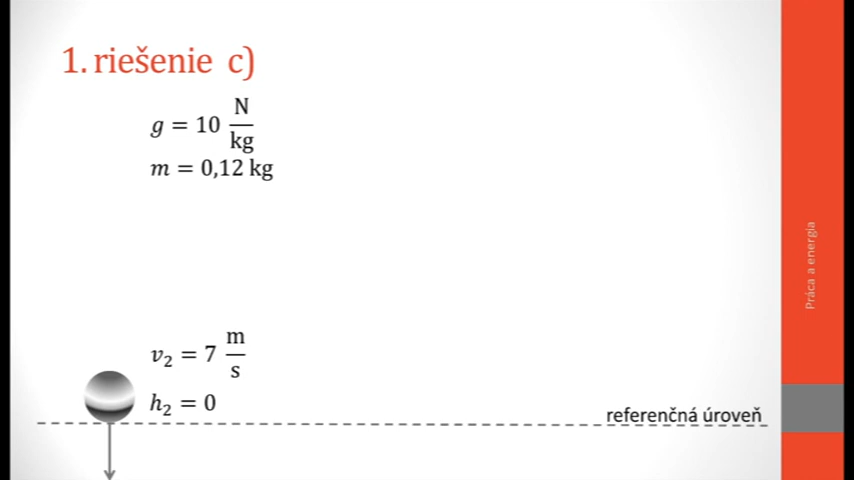 1. riešenie c)
g = 10 N/kg
m = 0,12 kg
v₂ = 7 m/s
h₂ = 0
referenčná úroveň
Práca a energia